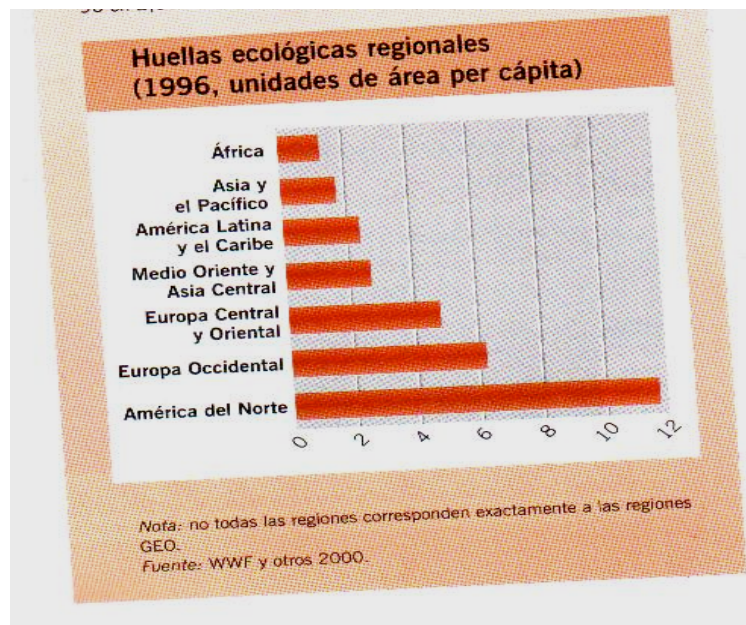 Huellas ecológicas regionales
(1996, unidades de área per cápita)
África
Asia y
el Pacífico
América Latina
y el Caribe
Medio Oriente y
Asia Central
Europa Central
y Oriental
Europa Occidental
América del Norte
0 2 4 6 8 10 12
Nota: no todas las regiones corresponden exactamente a las regiones
GEO.
Fuente: WWF y otros 2000.